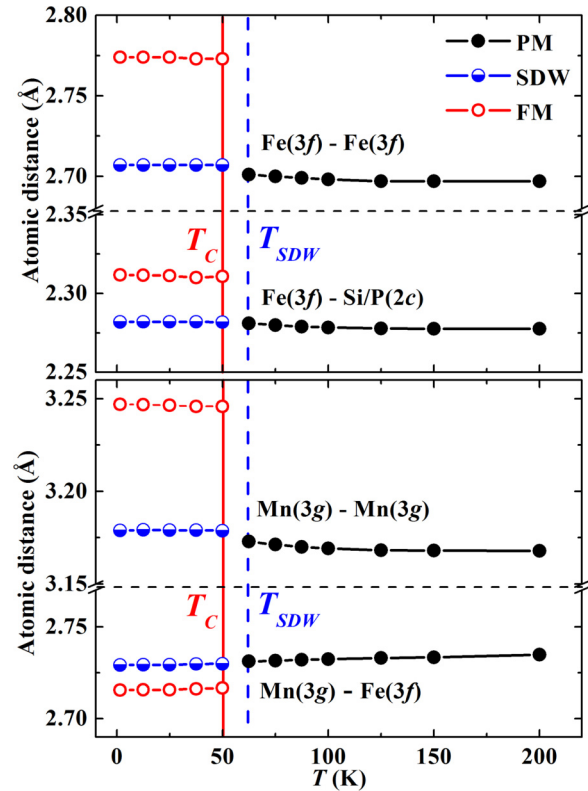 2.80
PM
SDW
FM
2.75
Fe(3f) - Fe(3f)
2.70
2.35
T_C
T_SDW
2.30
Fe(3f) - Si/P(2c)
2.25
Atomic distance (Å)
3.25
3.20
Mn(3g) - Mn(3g)
3.15
T_C
T_SDW
2.75
Mn(3g) - Fe(3f)
2.70
Atomic distance (Å)
0 50 100 150 200
T (K)